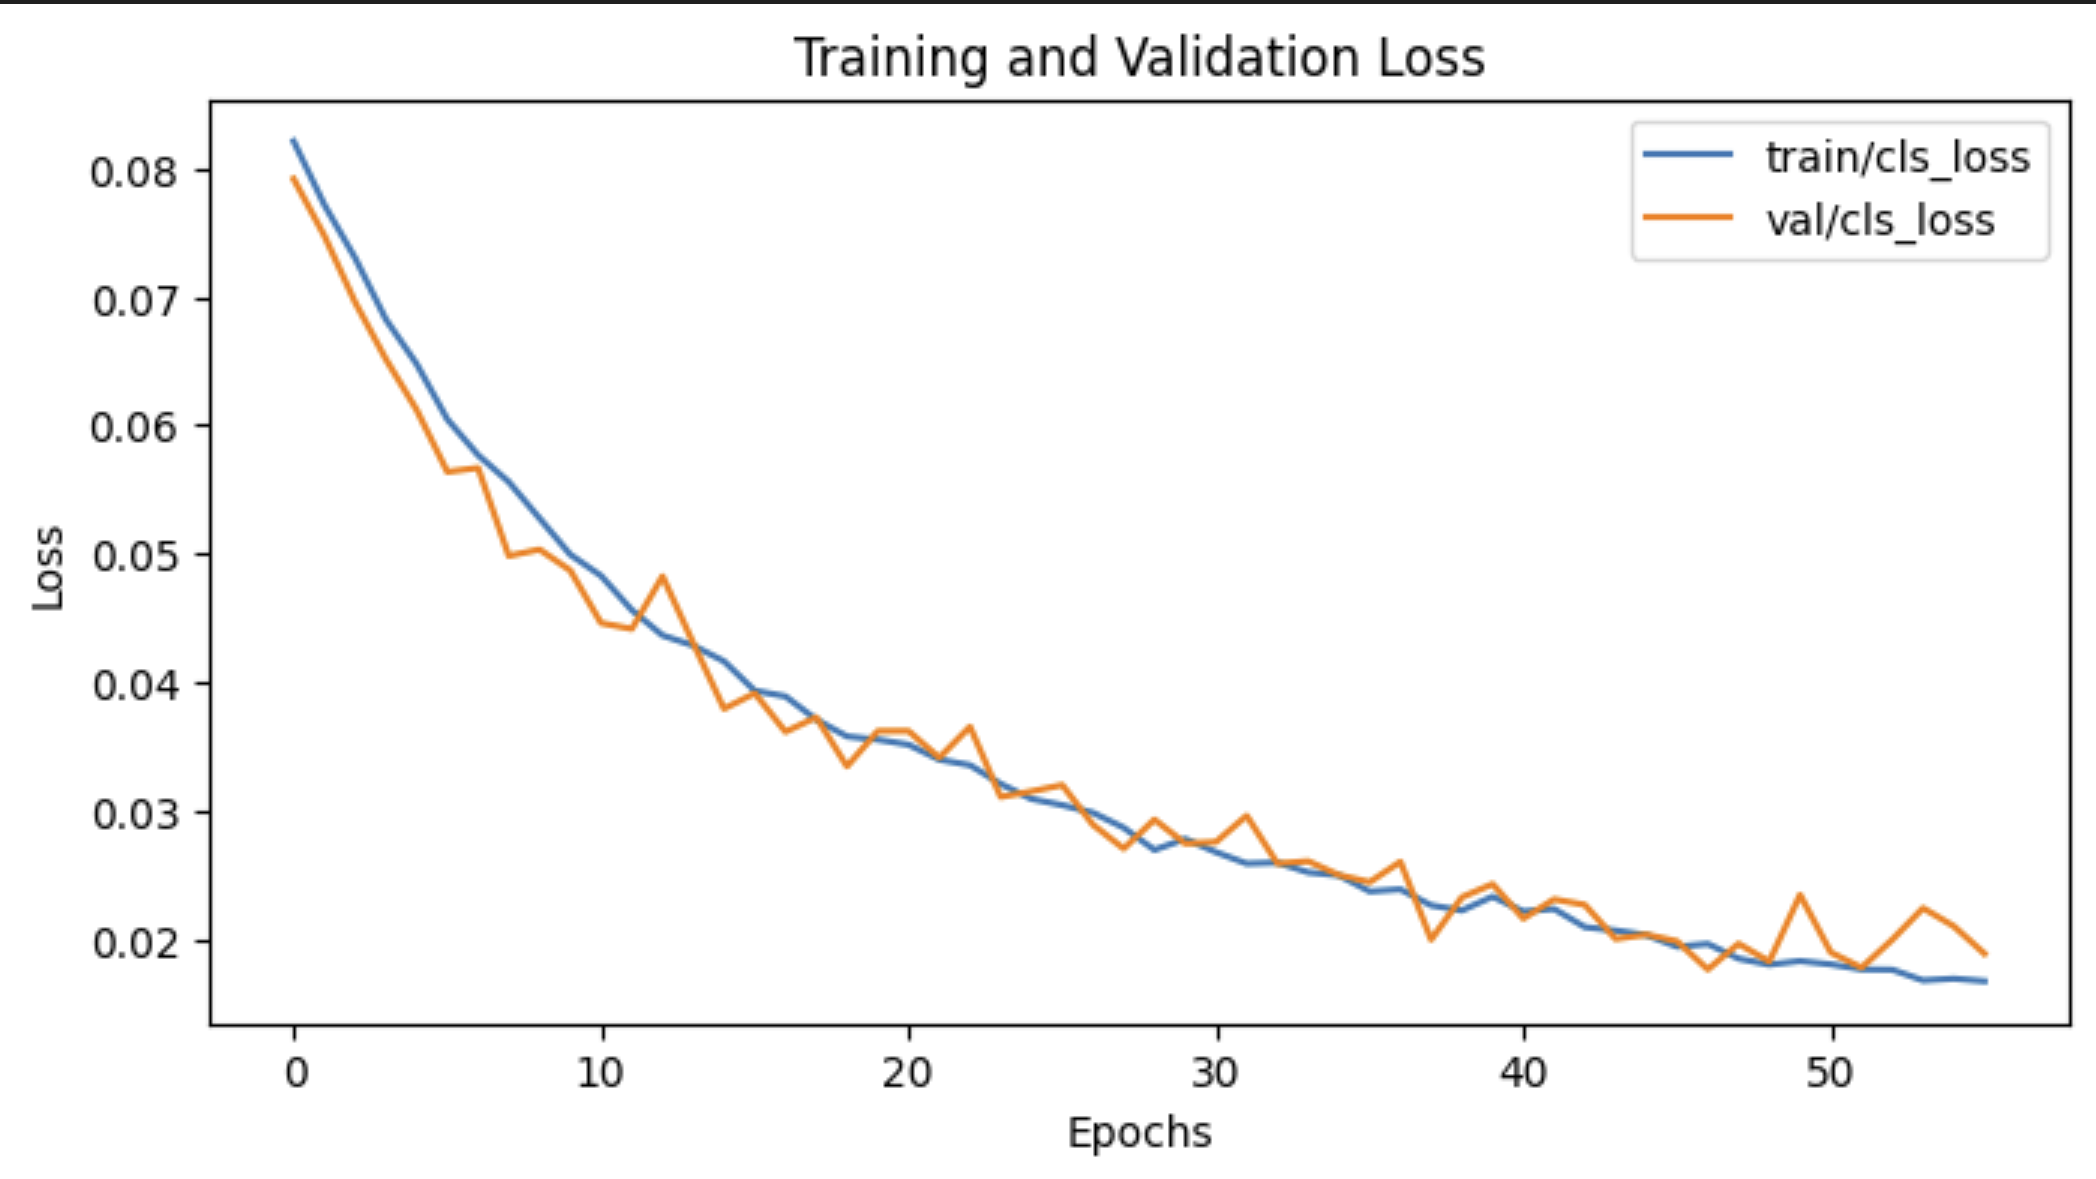 Training and Validation Loss
train/cls_loss
val/cls_loss
0.08
0.07
0.06
0.05
0.04
0.03
0.02
Loss
0 10 20 30 40 50
Epochs